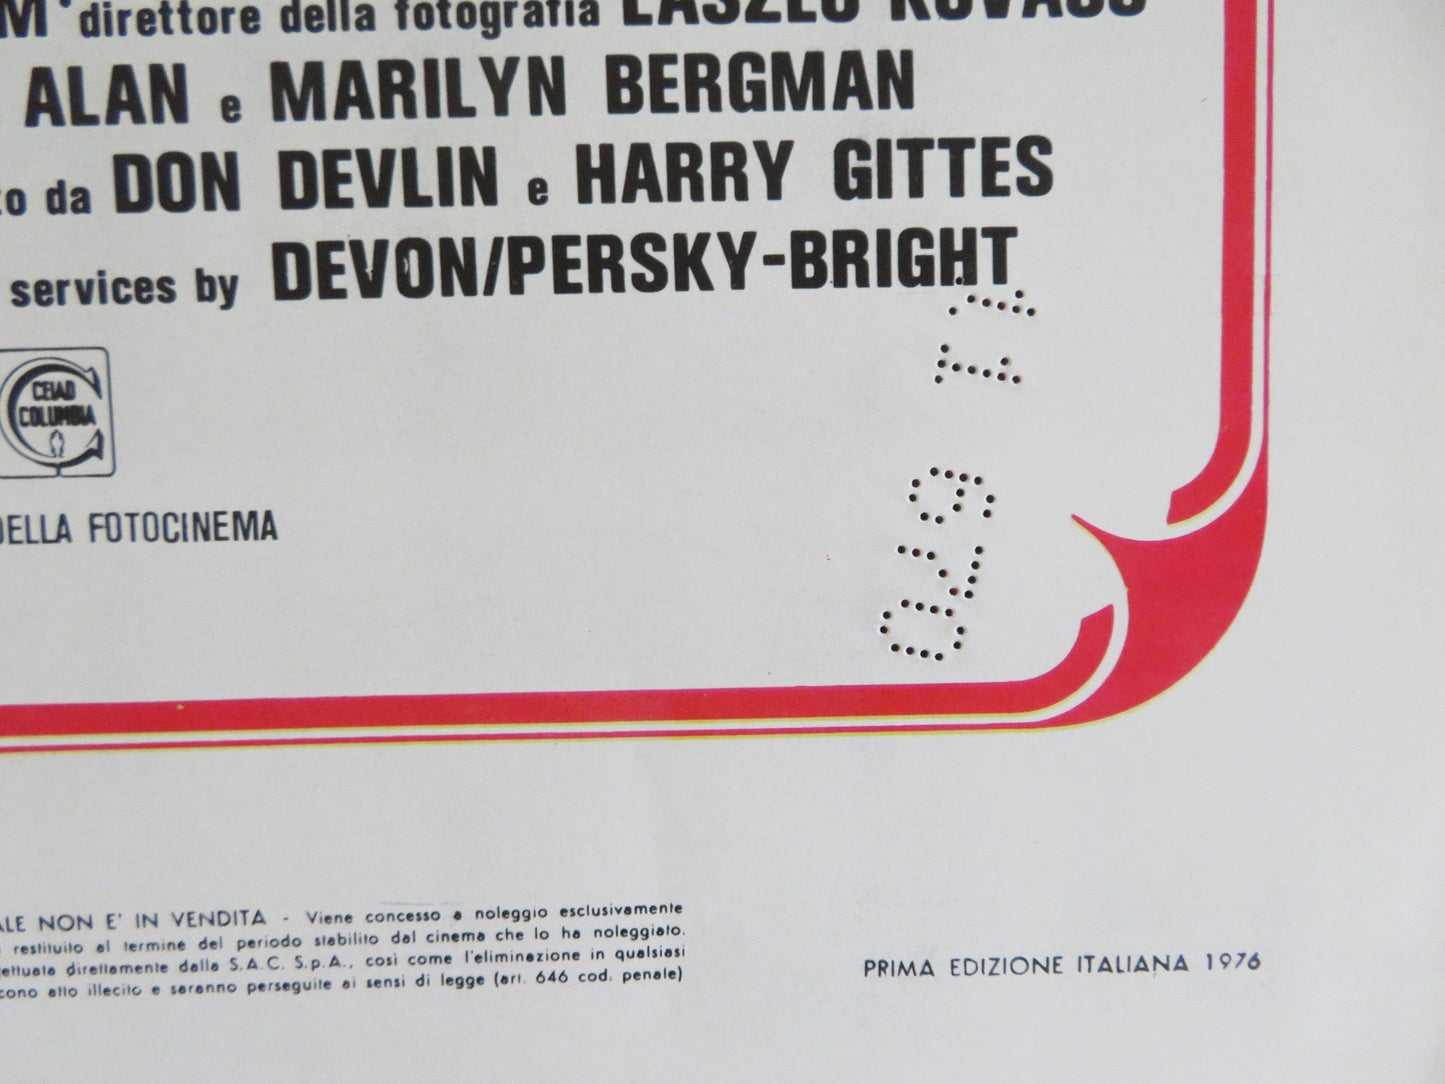 M direttore della fotografia LASZLO KOVACS
ALAN e MARILYN BERGMAN
to da DON DEVLIN e HARRY GITTES
services by DEVON/PERSKY-BRIGHT
CEIAD
COLUMBIA
DELLA FOTOCINEMA
ALE NON E' IN VENDITA - Viene concesso a noleggio esclusivamente
restituito al termine del periodo stabilito dal cinema che lo ha noleggiato.
ettuata direttamente dalla S.A.C. S.p.A., così come l'eliminazione in qualsiasi
cono atto illecito e saranno perseguite ai sensi di legge (art. 646 cod. penale)
PRIMA EDIZIONE ITALIANA 1976